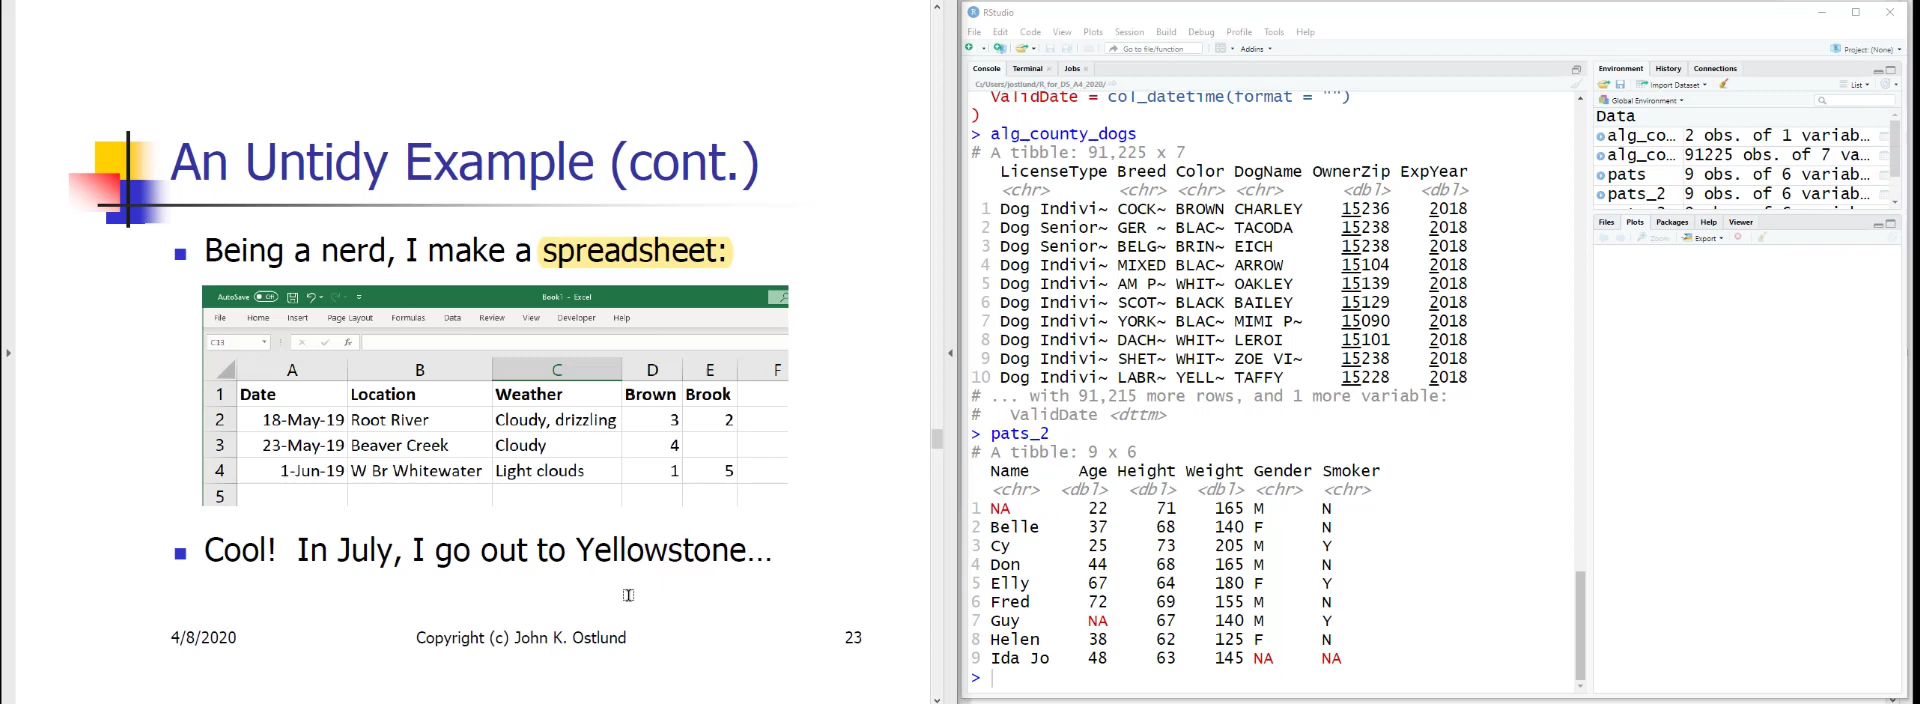 An Untidy Example (cont.)
Being a nerd, I make a spreadsheet:
AutoSave Off Book1 - Excel
File Home Insert Page Layout Formulas Data Review View Developer Help
C13 fx
A B C D E F
1 Date Location Weather Brown Brook
2 18-May-19 Root River Cloudy, drizzling 3 2
3 23-May-19 Beaver Creek Cloudy 4
4 1-Jun-19 W Br Whitewater Light clouds 1 5
5
Cool! In July, I go out to Yellowstone...
4/8/2020 Copyright (c) John K. Ostlund 23
RStudio
File Edit Code View Plots Session Build Debug Profile Tools Help
Go to file/function Addins Project: (None)
Console Terminal Jobs
C:/Users/jostlund/R_for_DS_A4_2020/
ValidDate = col_datetime(format = "")
)
> alg_county_dogs
# A tibble: 91,225 x 7
LicenseType Breed Color DogName OwnerZip ExpYear
<chr> <chr> <chr> <chr> <dbl> <dbl>
1 Dog Indivi~ COCK~ BROWN CHARLEY 15236 2018
2 Dog Senior~ GER ~ BLAC~ TACODA 15238 2018
3 Dog Senior~ BELG~ BRIN~ EICH 15238 2018
4 Dog Indivi~ MIXED BLAC~ ARROW 15104 2018
5 Dog Indivi~ AM P~ WHIT~ OAKLEY 15139 2018
6 Dog Indivi~ SCOT~ BLACK BAILEY 15129 2018
7 Dog Indivi~ YORK~ BLAC~ MIMI P~ 15090 2018
8 Dog Indivi~ DACH~ WHIT~ LEROI 15101 2018
9 Dog Indivi~ SHET~ WHIT~ ZOE VI~ 15238 2018
10 Dog Indivi~ LABR~ YELL~ TAFFY 15228 2018
# ... with 91,215 more rows, and 1 more variable:
# ValidDate <dttm>
> pats_2
# A tibble: 9 x 6
Name Age Height Weight Gender Smoker
<chr> <dbl> <dbl> <dbl> <chr> <chr>
1 NA 22 71 165 M N
2 Belle 37 68 140 F N
3 Cy 25 73 205 M Y
4 Don 44 68 165 M N
5 Elly 67 64 180 F Y
6 Fred 72 69 155 M N
7 Guy NA 67 140 M Y
8 Helen 38 62 125 F N
9 Ida Jo 48 63 145 NA NA
>
Environment History Connections
Import Dataset List
Global Environment
Data
alg_co... 2 obs. of 1 variab...
alg_co... 91225 obs. of 7 va...
pats 9 obs. of 6 variab...
pats_2 9 obs. of 6 variab...
Files Plots Packages Help Viewer
Zoom Export